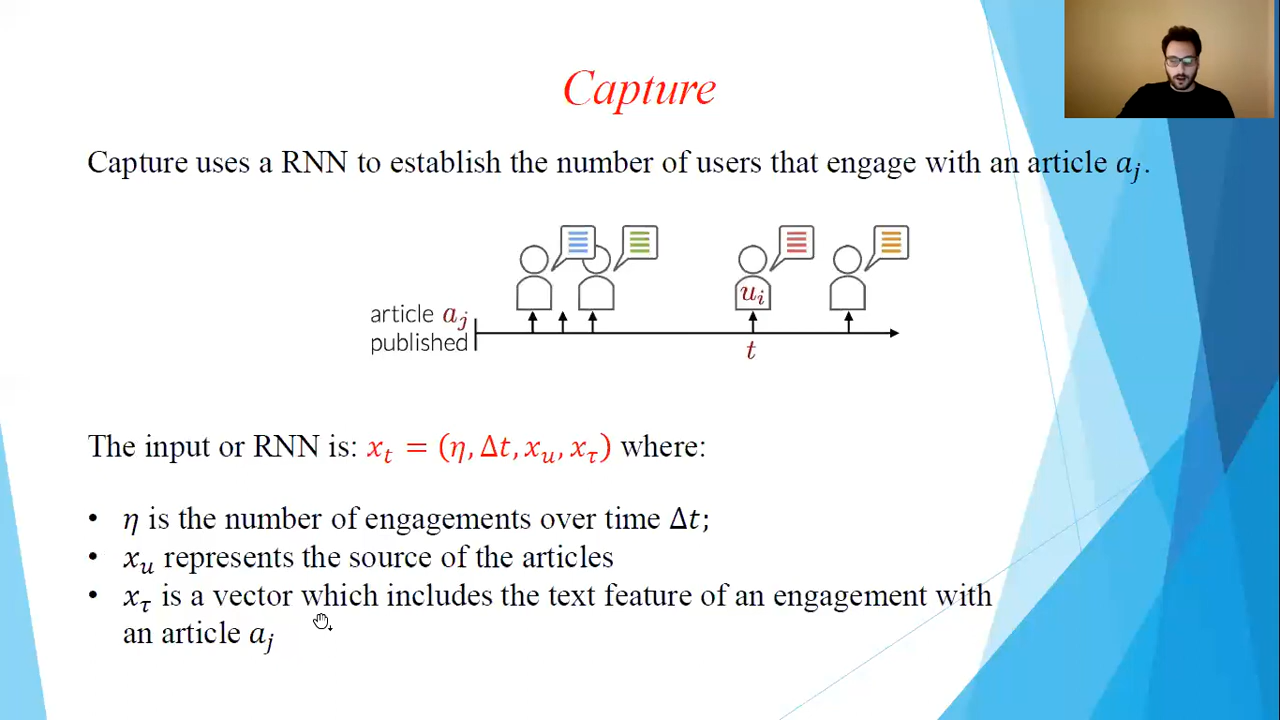 Capture
Capture uses a RNN to establish the number of users that engage with an article aⱼ.
article aⱼ
published
uᵢ
t
The input or RNN is: xₜ = (η, Δt, xᵤ, x_τ) where:
• η is the number of engagements over time Δt;
• xᵤ represents the source of the articles
• x_τ is a vector which includes the text feature of an engagement with
an article aⱼ